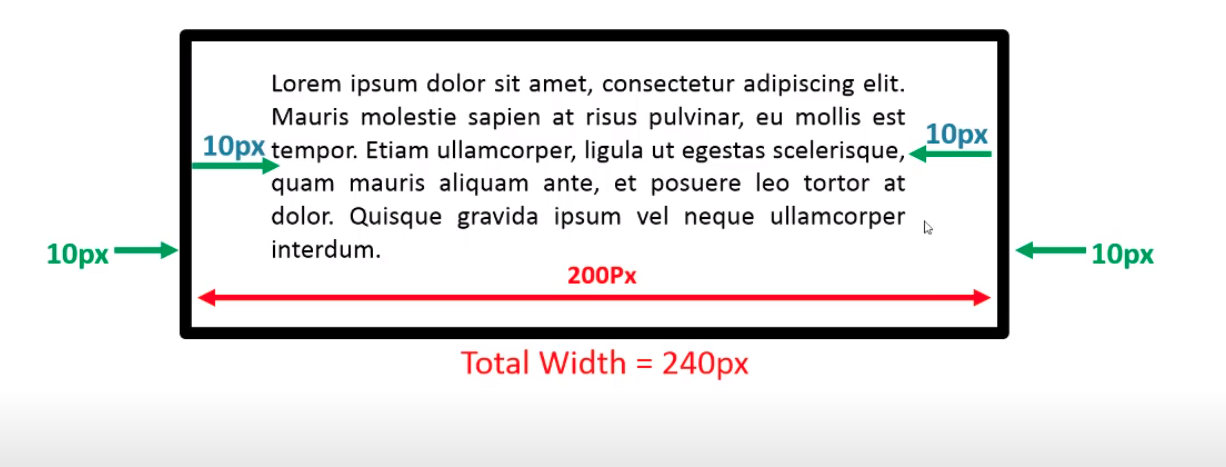 Lorem ipsum dolor sit amet, consectetur adipiscing elit.
Mauris molestie sapien at risus pulvinar, eu mollis est
10px
10px
tempor. Etiam ullamcorper, ligula ut egestas scelerisque,
quam mauris aliquam ante, et posuere leo tortor at
dolor. Quisque gravida ipsum vel neque ullamcorper
interdum.
10px
10px
200Px
Total Width = 240px